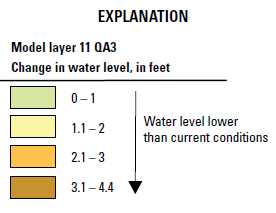 EXPLANATION
Model layer 11 QA3
Change in water level, in feet
0 – 1
1.1 – 2
2.1 – 3
3.1 – 4.4
Water level lower
than current conditions